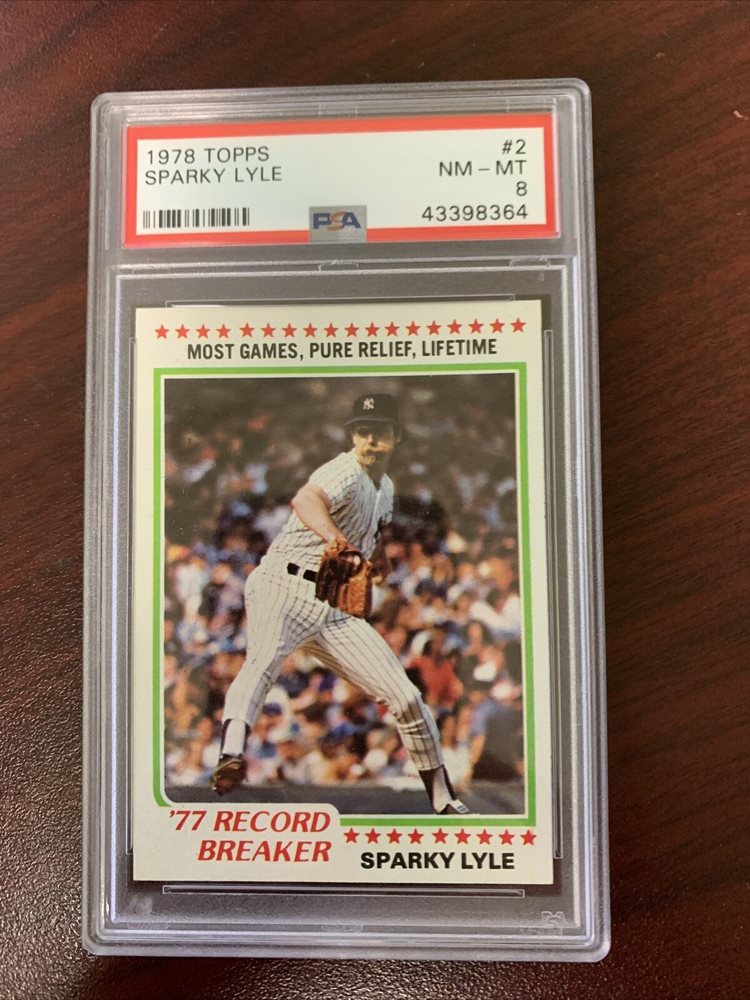 1978 TOPPS #2
SPARKY LYLE NM – MT
8
PSA 43398364
MOST GAMES, PURE RELIEF, LIFETIME
NY
'77 RECORD
BREAKER
SPARKY LYLE